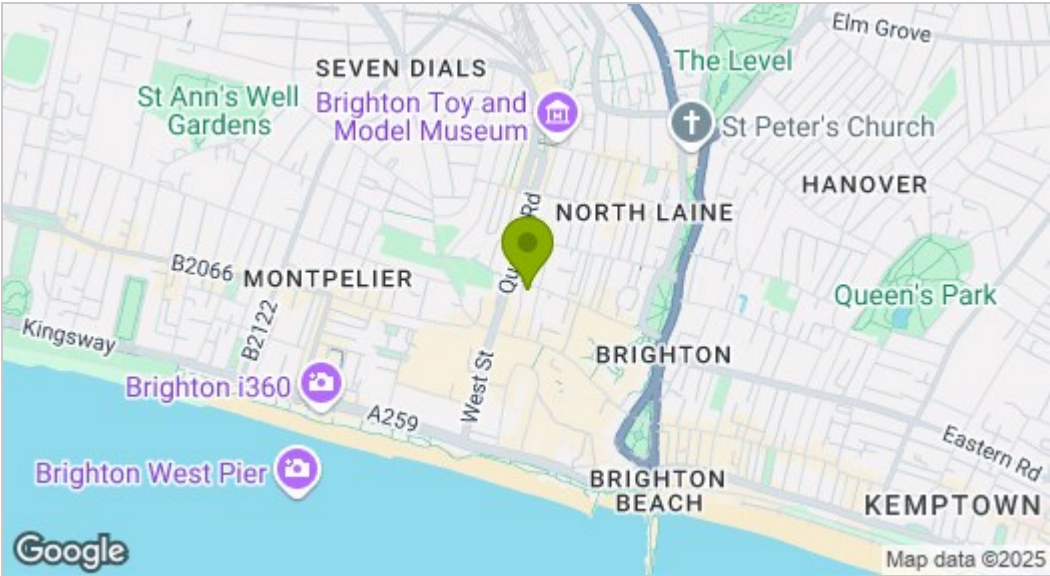 Elm Grove
The Level
SEVEN DIALS
St Ann's Well
Gardens
Brighton Toy and
Model Museum
St Peter's Church
HANOVER
Rd
NORTH LAINE
B2066
MONTPELIER
Qu
Queen's Park
Kingsway
B2122
BRIGHTON
West St
Brighton i360
A259
Eastern Rd
Brighton West Pier
BRIGHTON
BEACH
KEMPTOWN
Google
Map data ©2025